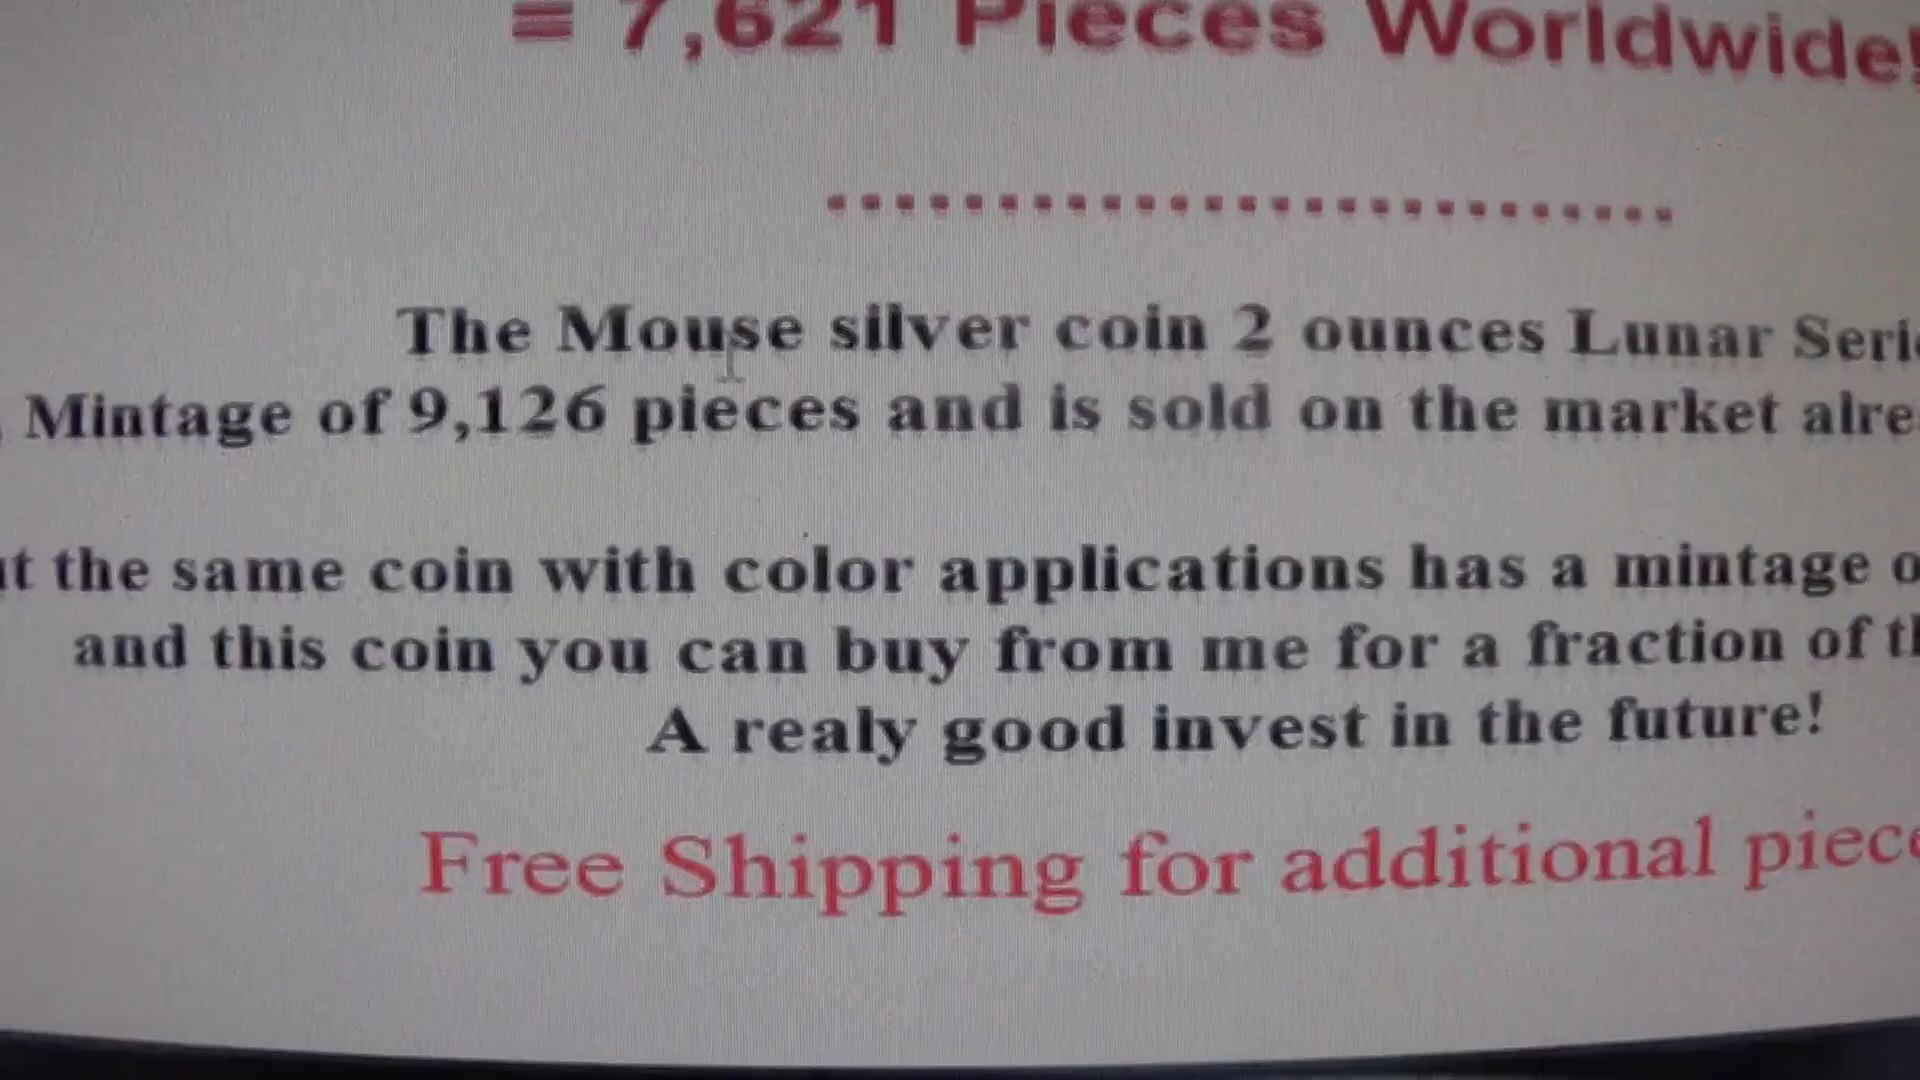 = 7,621 Pieces Worldwide!
The Mouse silver coin 2 ounces Lunar
Mintage of 9,126 pieces and is sold on the market
the same coin with color applications has a mintage
and this coin you can buy from me for a fraction of
A realy good invest in the future!
Free Shipping for additional